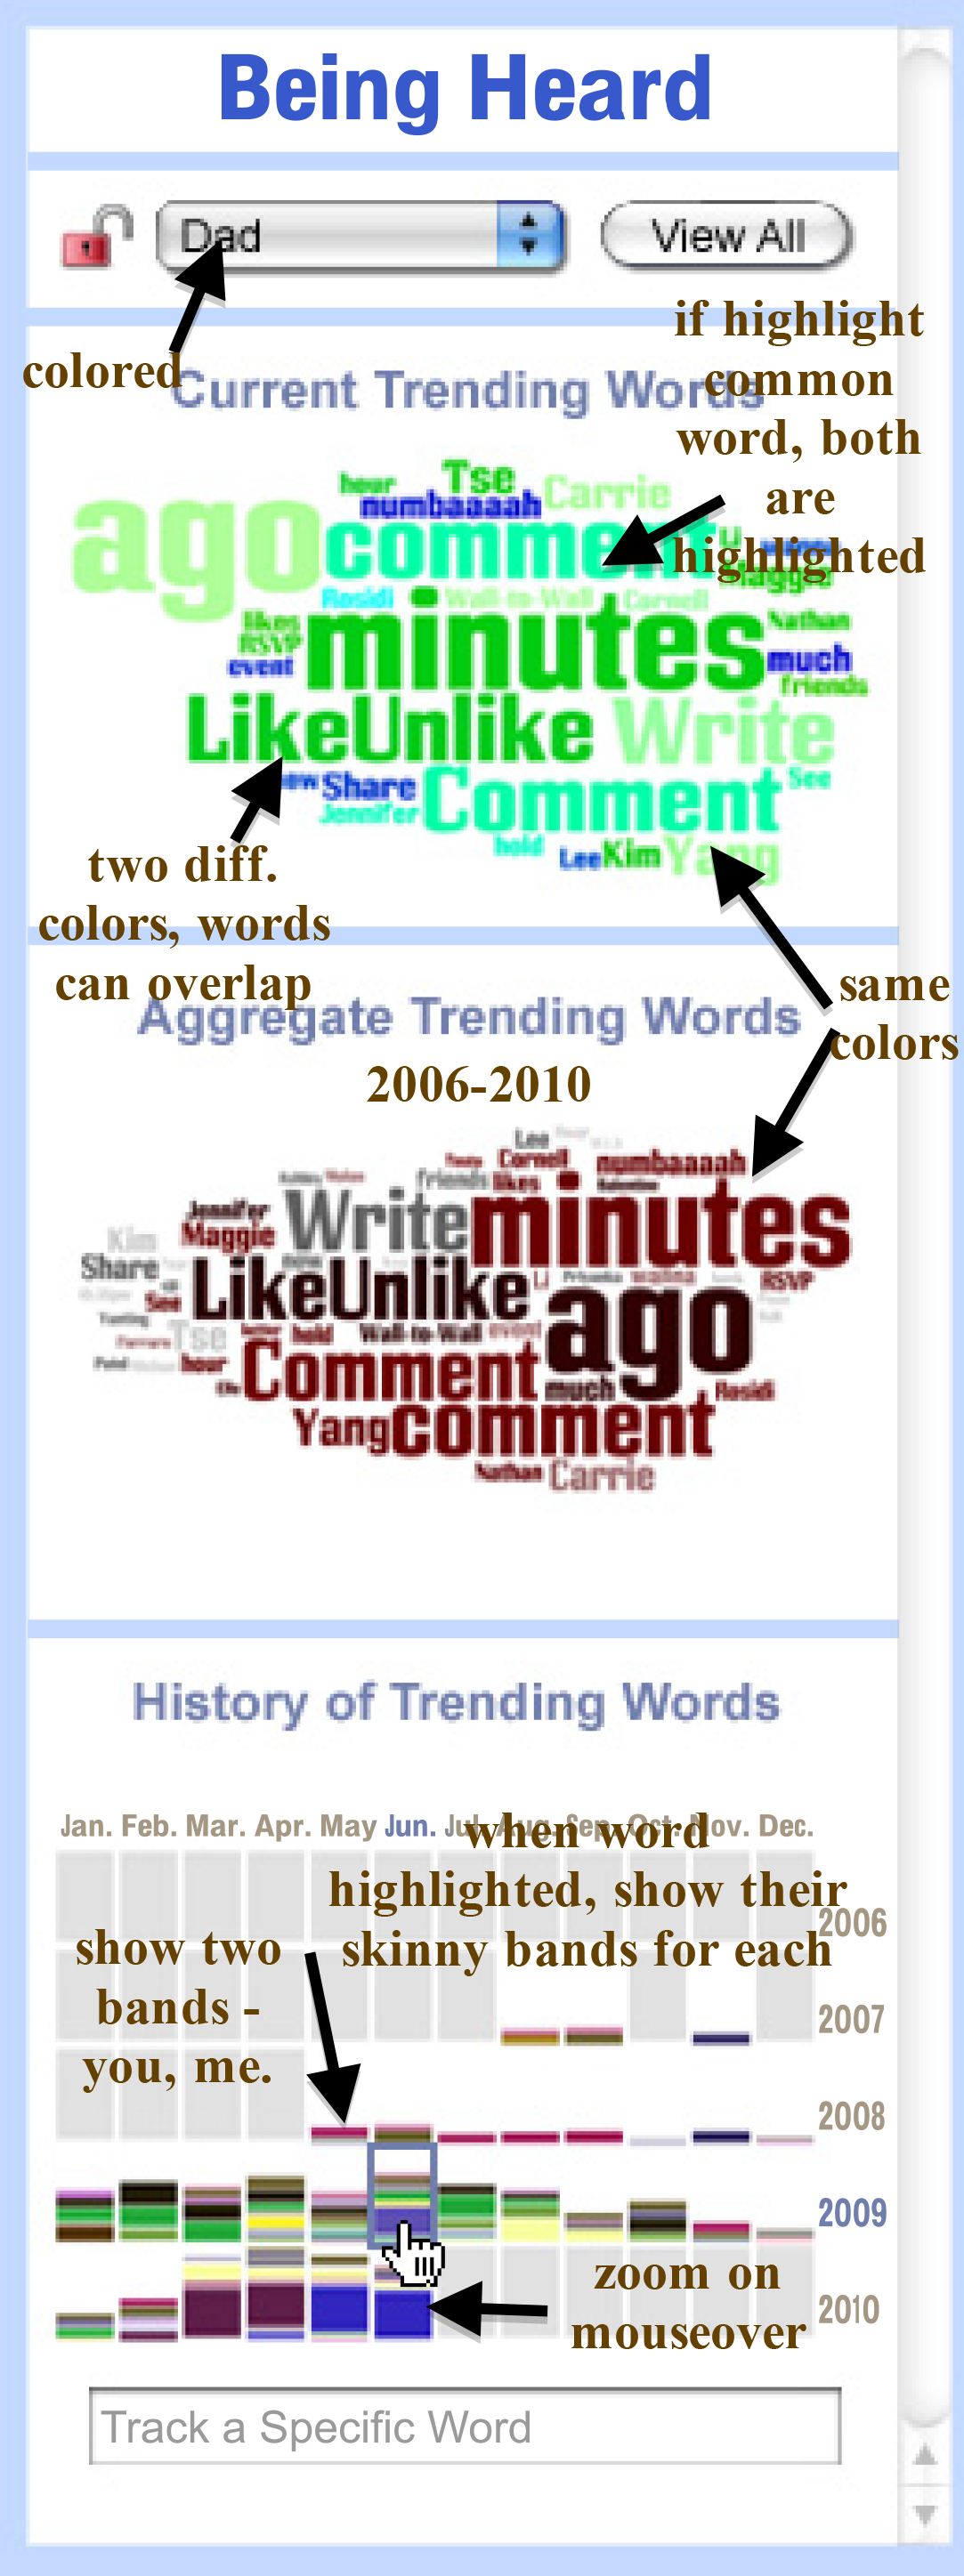 Being Heard
Dad
View All
colored
if highlight
common
word, both
are
highlighted
Current Trending Words
hour Tse
numbaaaah Carrie
ago comment
Maggie
Rosidi Wall-to-Wall Cornell
likes minutes Nathan
RSVP
event much
friends
LikeUnlike Write
Share Comment See
Jennifer
hold Lee Kim Yang
two diff.
colors, words
can overlap
same
colors
Aggregate Trending Words
2006-2010
Lee
Cornell numbaaaah
friends likes
Jennifer Write minutes
Kim Maggie
Share LikeUnlike RSVP
See ago
Tse hold Wall-to-Wall
hour Comment much Rosidi
Yang comment
Nathan Carrie
History of Trending Words
Jan. Feb. Mar. Apr. May Jun. Jul. Aug. Sep. Oct. Nov. Dec.
when word
highlighted, show their
skinny bands for each
2006
show two
bands -
you, me.
2007
2008
2009
zoom on
mouseover
2010
Track a Specific Word